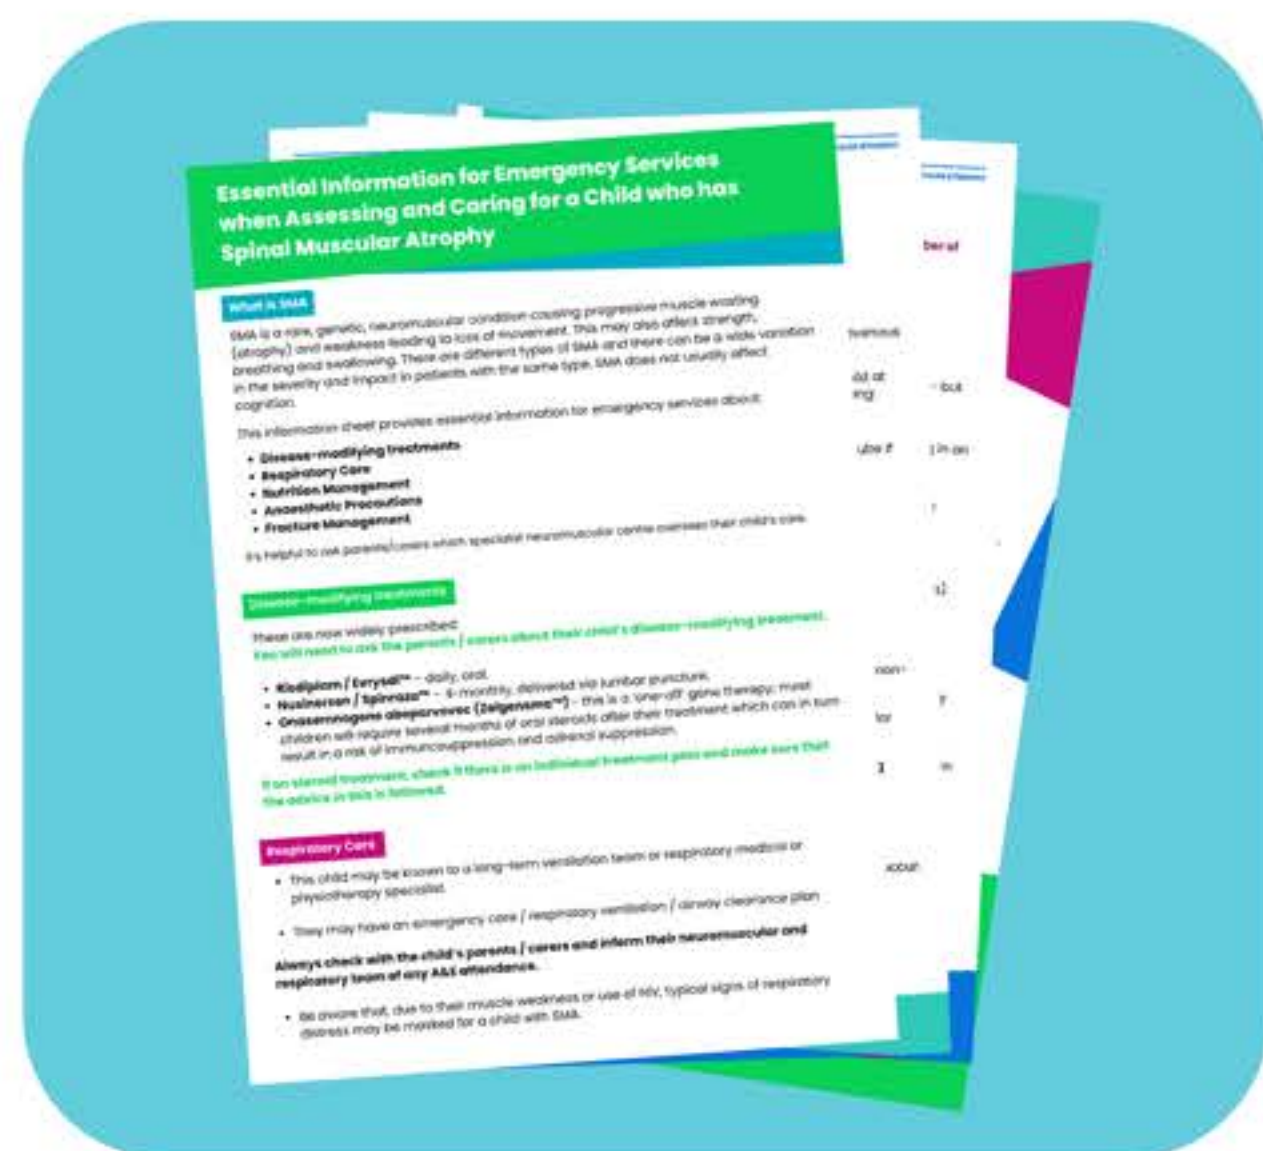 Essential Information for Emergency Services
when Assessing and Caring for a Child who has
Spinal Muscular Atrophy
What is SMA
SMA is a rare, genetic, neuromuscular condition causing progressive muscle wasting
(atrophy) and weakness leading to loss of movement. This may also affect strength,
breathing and swallowing. There are different types of SMA and there can be a wide variation
in the severity and impact in patients with the same type. SMA does not usually affect
cognition.
This information sheet provides essential information for emergency services about:
• Disease-modifying treatments
• Respiratory Care
• Nutrition Management
• Anaesthetic Precautions
• Fracture Management
It's helpful to ask parents/carers which specialist neuromuscular centre oversees their child's care.
Disease-modifying treatments
These are now widely prescribed:
You will need to ask the parents / carers about their child's disease-modifying treatment.
• Risdiplam / Evrysdi™ - daily, oral.
• Nusinersen / Spinraza™ - 4-monthly, delivered via lumbar puncture.
• Onasemnogene abeparvovec (Zolgensma™) - this is a 'one-off' gene therapy; most
children will require several months of oral steroids after their treatment which can in turn
result in a risk of immunosuppression and adrenal suppression.
If on steroid treatment, check if there is an individual treatment plan and make sure that
the advice in this is followed.
Respiratory Care
• This child may be known to a long-term ventilation team or respiratory medical or
physiotherapy specialist.
• They may have an emergency care / respiratory ventilation / airway clearance plan
Always check with the child's parents / carers and inform their neuromuscular and
respiratory team of any A&E attendance.
• Be aware that, due to their muscle weakness or use of NIV, typical signs of respiratory
distress may be masked for a child with SMA.
ber of
- but
ing
ube if